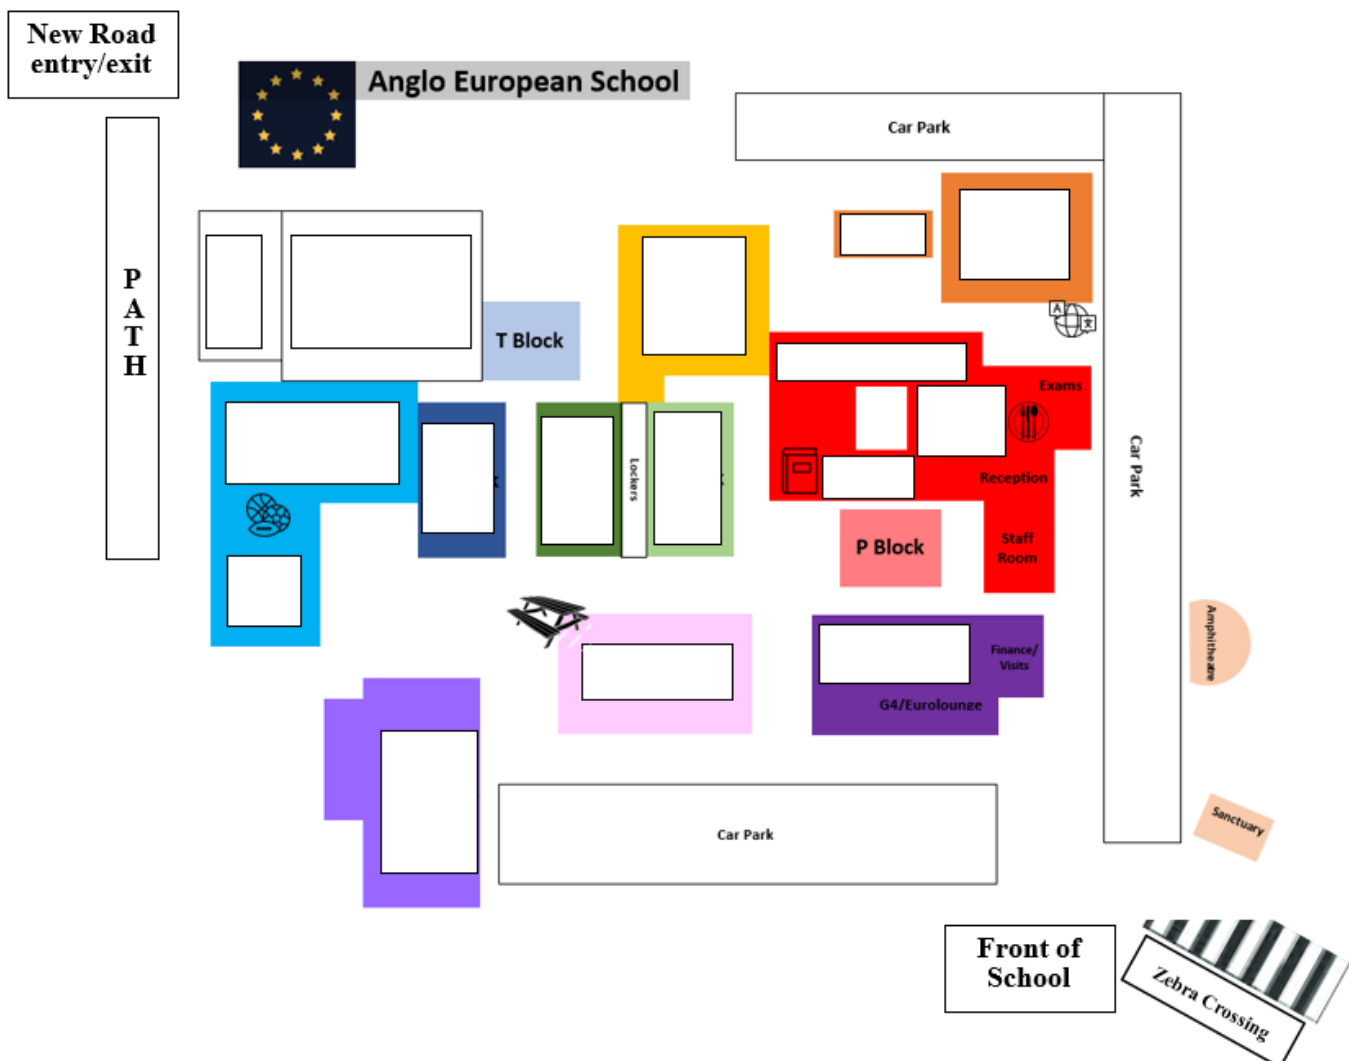 New Road
entry/exit
Anglo European School
Car Park
P
A
T
H
T Block
Exams
Lockers
Reception
Car Park
P Block
Staff
Room
Amphitheatre
Finance/
Visits
G4/Eurolounge
Sanctuary
Car Park
Front of
School
Zebra Crossing